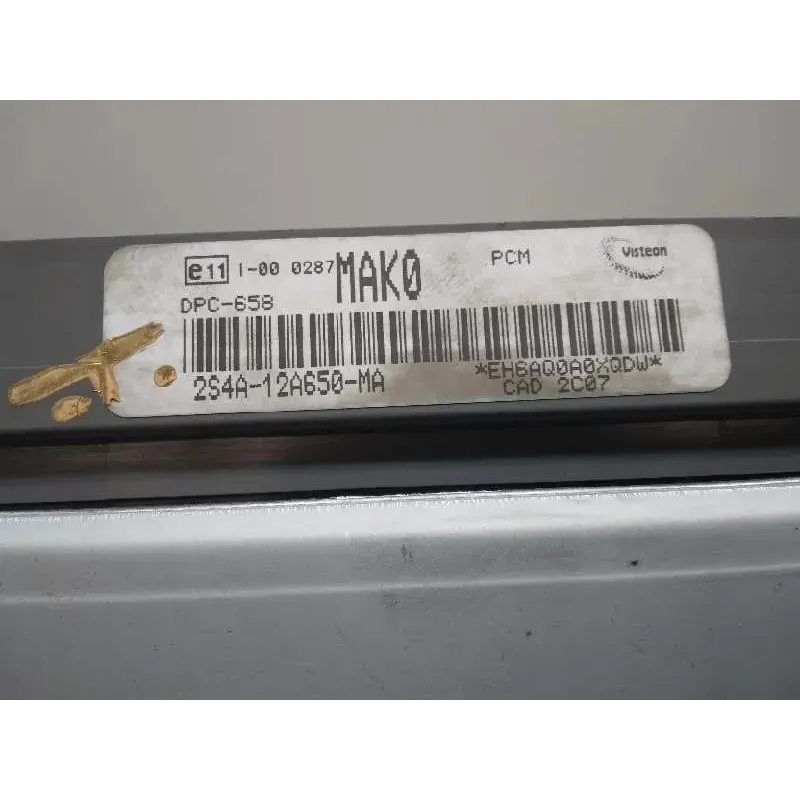 e11 I-00 0287 MAK0 PCM Visteon
DPC-658
2S4A-12A650-MA *EH6AQ0A0XQDW*
CAD 2C07